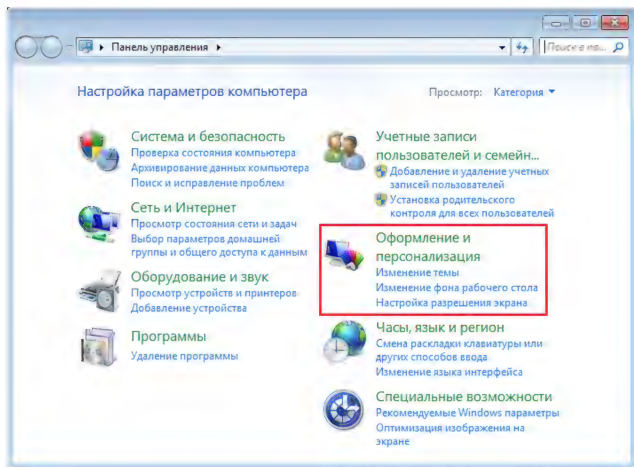 Панель управления
Поиск в па...
Настройка параметров компьютера
Просмотр: Категория
Система и безопасность
Проверка состояния компьютера
Архивирование данных компьютера
Поиск и исправление проблем
Сеть и Интернет
Просмотр состояния сети и задач
Выбор параметров домашней
группы и общего доступа к данным
Оборудование и звук
Просмотр устройств и принтеров
Добавление устройства
Программы
Удаление программы
Учетные записи
пользователей и семейн...
Добавление и удаление учетных
записей пользователей
Установка родительского
контроля для всех пользователей
Оформление и
персонализация
Изменение темы
Изменение фона рабочего стола
Настройка разрешения экрана
Часы, язык и регион
Смена раскладки клавиатуры или
других способов ввода
Изменение языка интерфейса
Специальные возможности
Рекомендуемые Windows параметры
Оптимизация изображения на
экране